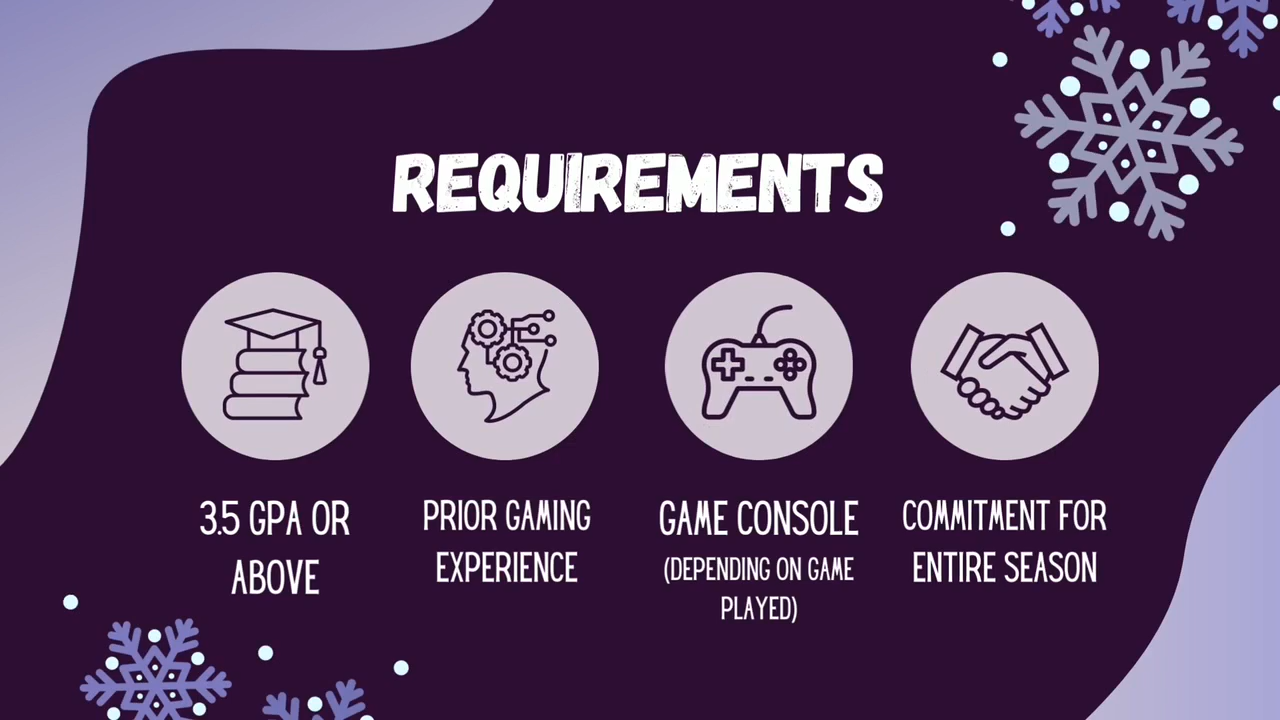 REQUIREMENTS
3.5 GPA OR
ABOVE
PRIOR GAMING
EXPERIENCE
GAME CONSOLE
(DEPENDING ON GAME
PLAYED)
COMMITMENT FOR
ENTIRE SEASON